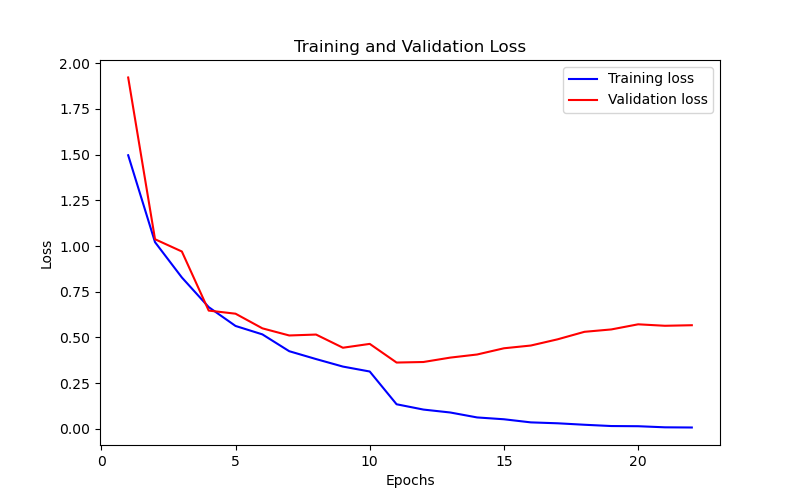 Training and Validation Loss
Training loss
Validation loss
2.00
1.75
1.50
1.25
1.00
0.75
0.50
0.25
0.00
Loss
0 5 10 15 20
Epochs